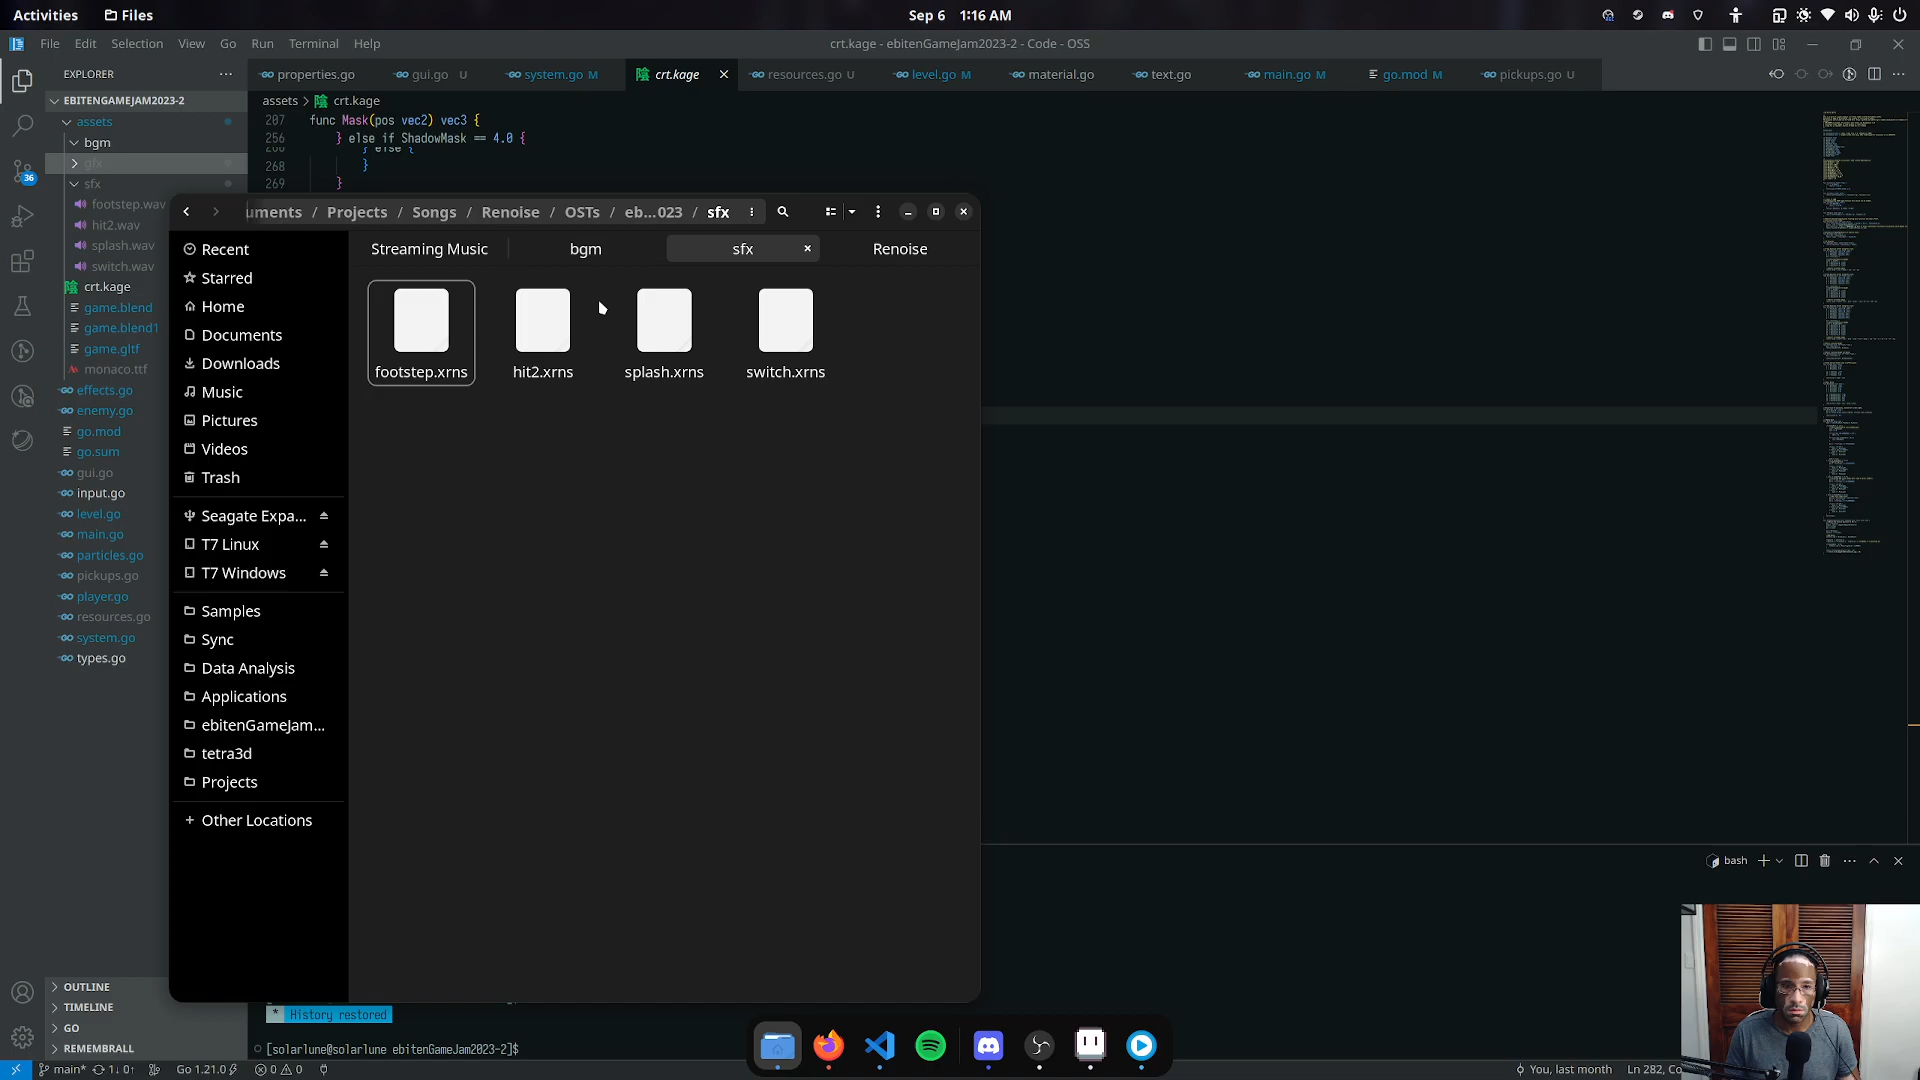 Activities
Files
Sep 6 1:16 AM
File Edit Selection View Go Run Terminal Help
crt.kage - ebitenGameJam2023-2 - Code - OSS
EXPLORER
properties.go
gui.go U
system.go M
crt.kage
resources.go U
level.go M
material.go
text.go
main.go M
go.mod M
pickups.go U
EBITENGAMEJAM2023-2
assets
bgm
gfx
sfx
footstep.wav
hit2.wav
splash.wav
switch.wav
crt.kage
game.blend
game.blend1
game.gltf
monaco.ttf
effects.go
enemy.go
go.mod
go.sum
gui.go
input.go
level.go
main.go
particles.go
pickups.go
player.go
resources.go
system.go
types.go
36
OUTLINE
TIMELINE
GO
REMEMBRALL
assets > crt.kage
207 func Mask(pos vec2) vec3 {
256 } else if ShadowMask == 4.0 {
} else {
268 }
269 }
uments / Projects / Songs / Renoise / OSTs / eb...023 / sfx
Streaming Music
bgm
sfx
Renoise
Recent
Starred
Home
Documents
Downloads
Music
Pictures
Videos
Trash
Seagate Expa...
T7 Linux
T7 Windows
Samples
Sync
Data Analysis
Applications
ebitenGameJam...
tetra3d
Projects
+ Other Locations
footstep.xrns
hit2.xrns
splash.xrns
switch.xrns
bash
* History restored
[solarlune@solarlune ebitenGameJam2023-2]$
main* 1↓ 0↑
Go 1.21.0
0 0
You, last month
Ln 282, Co